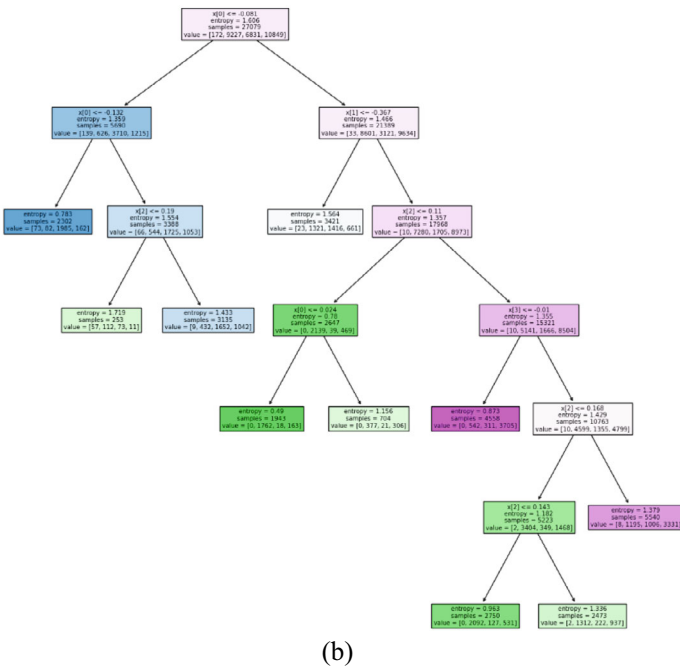 x[0] <= -0.081
entropy = 1.606
samples = 27079
value = [172, 9227, 6831, 10849]
x[0] <= -0.132
entropy = 1.359
samples = 5690
value = [139, 626, 3710, 1215]
x[1] <= -0.367
entropy = 1.466
samples = 21389
value = [33, 8601, 3121, 9634]
entropy = 0.783
samples = 2302
value = [73, 82, 1985, 162]
x[2] <= 0.19
entropy = 1.554
samples = 3388
value = [66, 544, 1725, 1053]
entropy = 1.564
samples = 3421
value = [23, 1321, 1416, 661]
x[2] <= 0.11
entropy = 1.357
samples = 17968
value = [10, 7280, 1705, 8973]
entropy = 1.719
samples = 253
value = [57, 112, 73, 11]
entropy = 1.433
samples = 3135
value = [9, 432, 1652, 1042]
x[0] <= 0.024
entropy = 0.78
samples = 2647
value = [0, 2139, 39, 469]
x[3] <= -0.01
entropy = 1.355
samples = 15321
value = [10, 5141, 1666, 8504]
entropy = 0.49
samples = 1943
value = [0, 1762, 18, 163]
entropy = 1.156
samples = 704
value = [0, 377, 21, 306]
entropy = 0.873
samples = 4558
value = [0, 542, 311, 3705]
x[2] <= 0.168
entropy = 1.429
samples = 10763
value = [10, 4599, 1355, 4799]
x[2] <= 0.143
entropy = 1.182
samples = 5223
value = [2, 3404, 349, 1468]
entropy = 1.379
samples = 5540
value = [8, 1195, 1006, 3331]
entropy = 0.963
samples = 2750
value = [0, 2092, 127, 531]
entropy = 1.336
samples = 2473
value = [2, 1312, 222, 937]
(b)